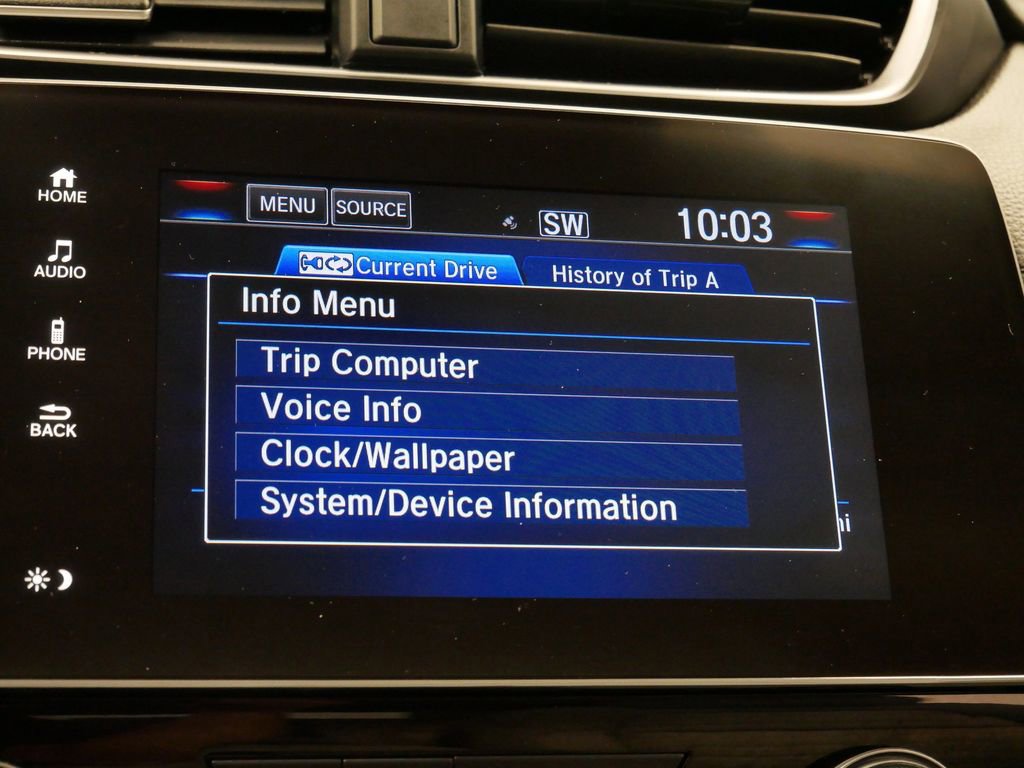 HOME
AUDIO
PHONE
BACK
MENU SOURCE SW 10:03
Current Drive History of Trip A
Info Menu
Trip Computer
Voice Info
Clock/Wallpaper
System/Device Information